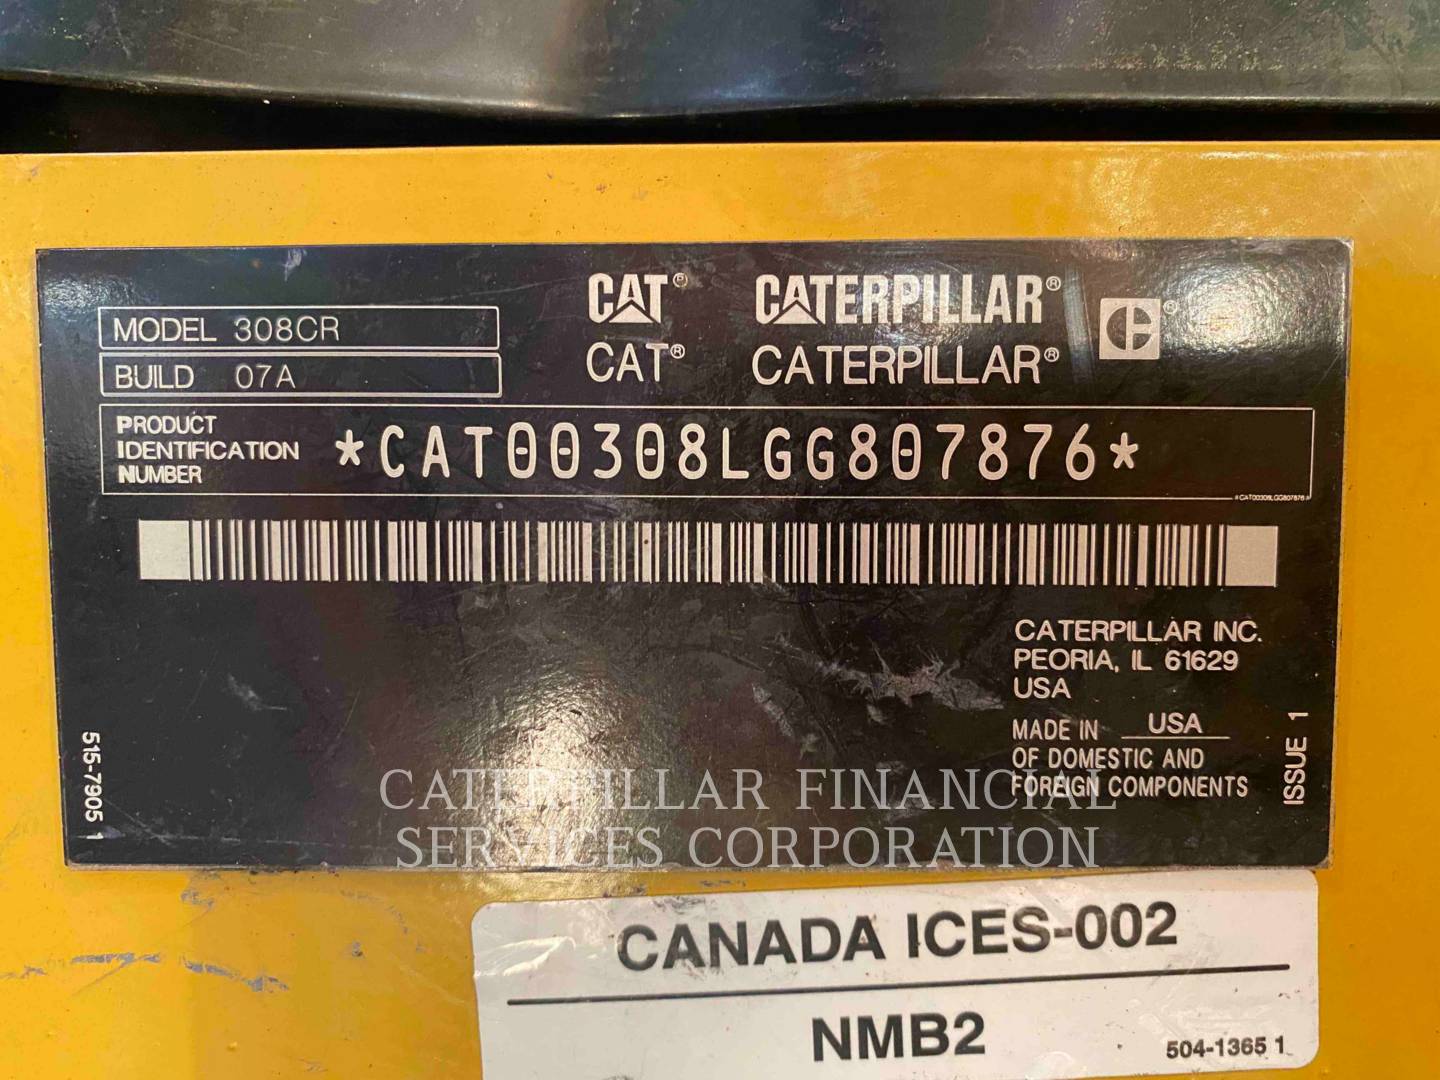 MODEL 308CR
BUILD 07A
CAT® CATERPILLAR®
CAT® CATERPILLAR®
C ®
PRODUCT
IDENTIFICATION
NUMBER
*CAT00308LGG807876*
*CAT00308LGG807876*
CATERPILLAR INC.
PEORIA, IL 61629
USA
MADE IN USA
OF DOMESTIC AND
FOREIGN COMPONENTS
ISSUE 1
515-7905 1
CATERPILLAR FINANCIAL
SERVICES CORPORATION
CANADA ICES-002
NMB2
504-1365 1